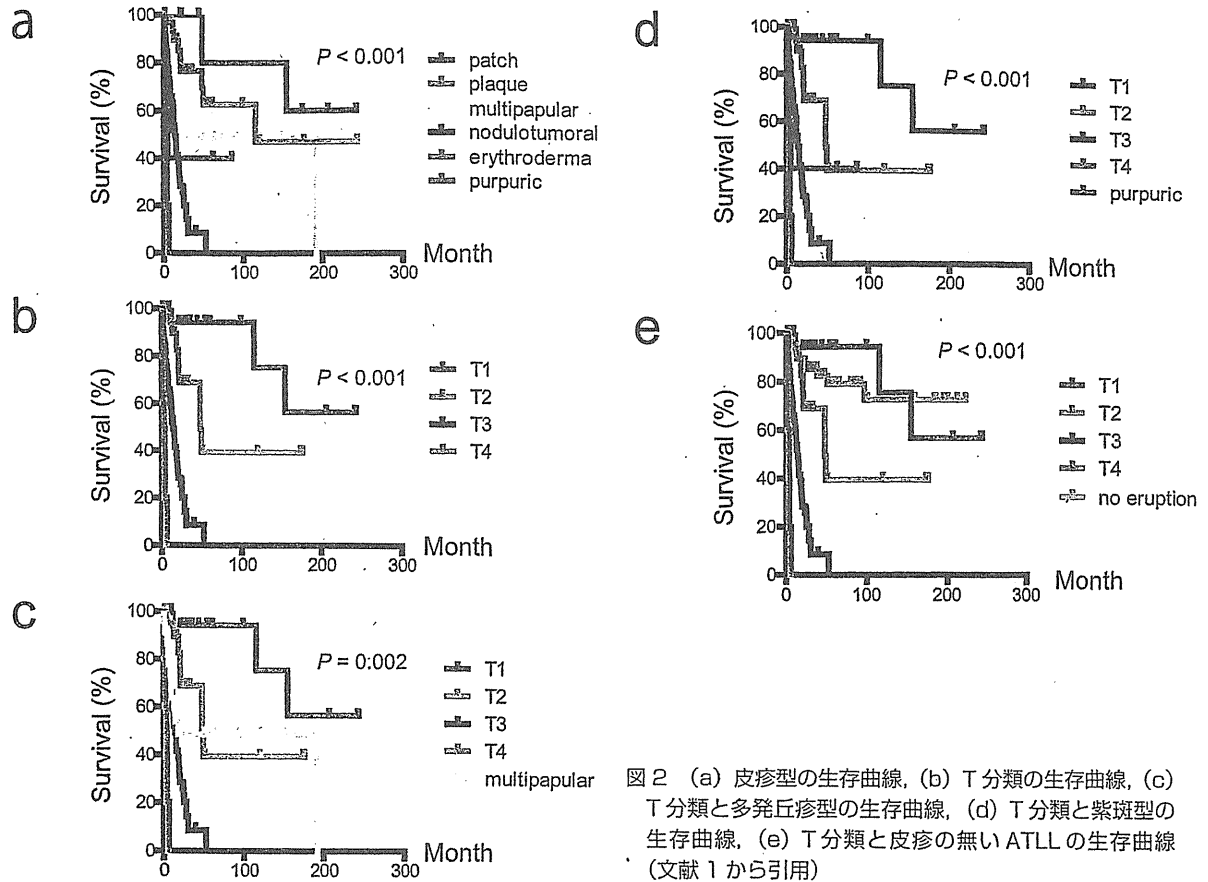 a
Survival (%)
100
80
60
40
20
0
0
100
200
300
Month
P < 0.001
patch
plaque
multipapular
nodulotumoral
erythroderma
purpuric
b
Survival (%)
100
80
60
40
20
0
0
100
200
300
Month
P < 0.001
T1
T2
T3
T4
c
Survival (%)
100
80
60
40
20
0
0
100
200
300
Month
P = 0:002
T1
T2
T3
T4
multipapular
d
Survival (%)
100
80
60
40
20
0
0
100
200
300
Month
P < 0.001
T1
T2
T3
T4
purpuric
e
Survival (%)
100
80
60
40
20
0
0
100
200
300
Month
P < 0.001
T1
T2
T3
T4
no eruption
図2 (a) 皮疹型の生存曲線, (b) T分類の生存曲線, (c)
T分類と多発丘疹型の生存曲線, (d) T分類と紫斑型の
生存曲線, (e) T分類と皮疹の無いATLLの生存曲線
(文献1から引用)